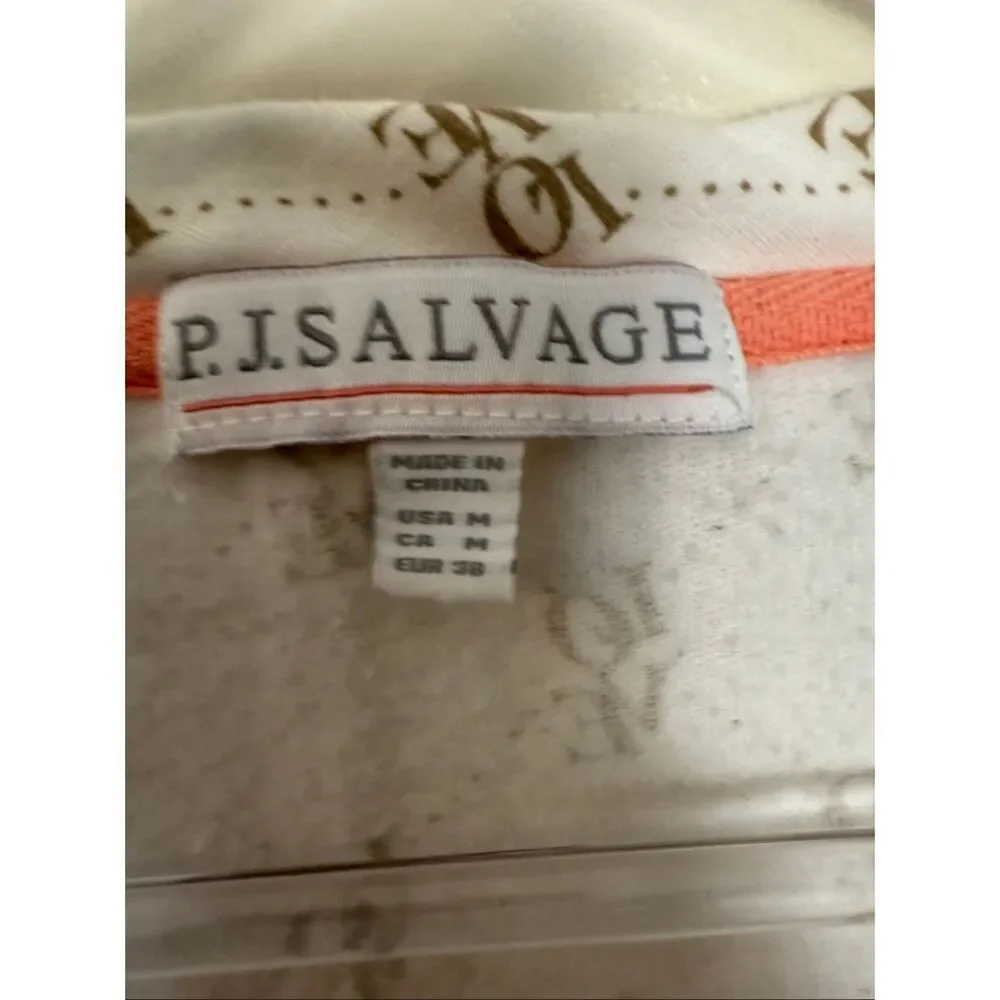 P.J.SALVAGE
MADE IN
CHINA
USA M
CA M
EUR 38